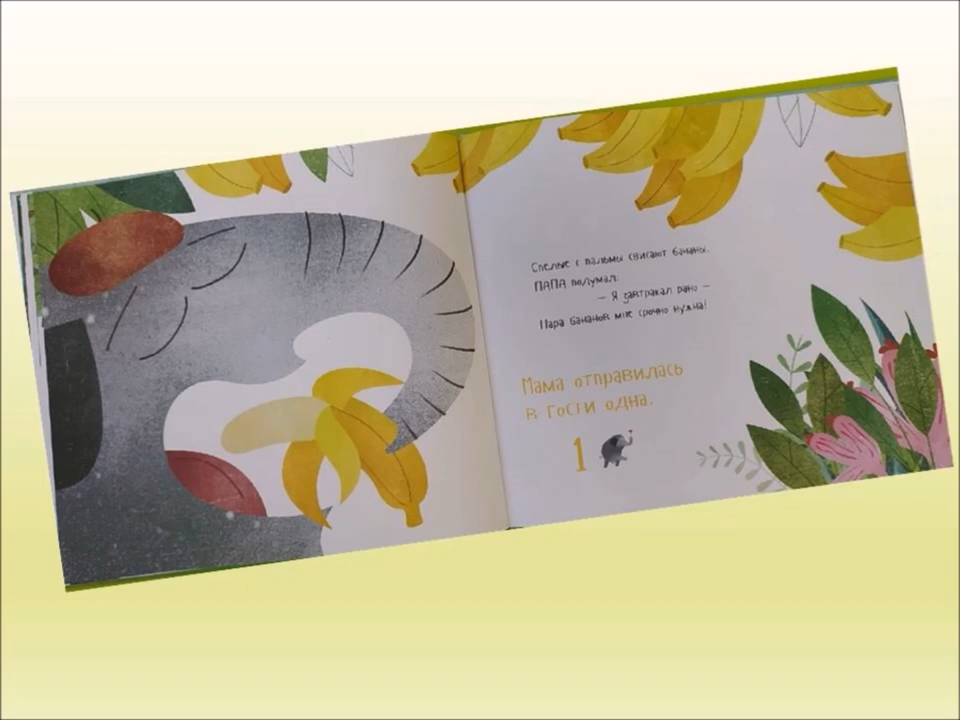 Спелые с пальмы свисают бананы.
ПАПА подумал:
— Я завтракал рано —
Пара бананов мне срочно нужна!
Мама отправилась
в гости одна.
1